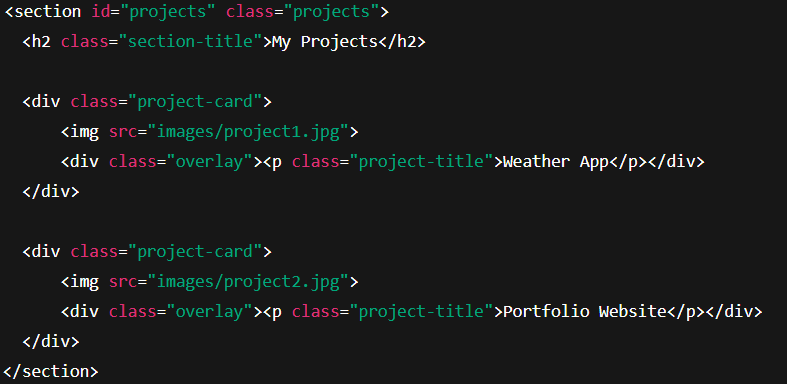 <section id="projects" class="projects">
<h2 class="section-title">My Projects</h2>
<div class="project-card">
<img src="images/project1.jpg">
<div class="overlay"><p class="project-title">Weather App</p></div>
</div>
<div class="project-card">
<img src="images/project2.jpg">
<div class="overlay"><p class="project-title">Portfolio Website</p></div>
</div>
</section>